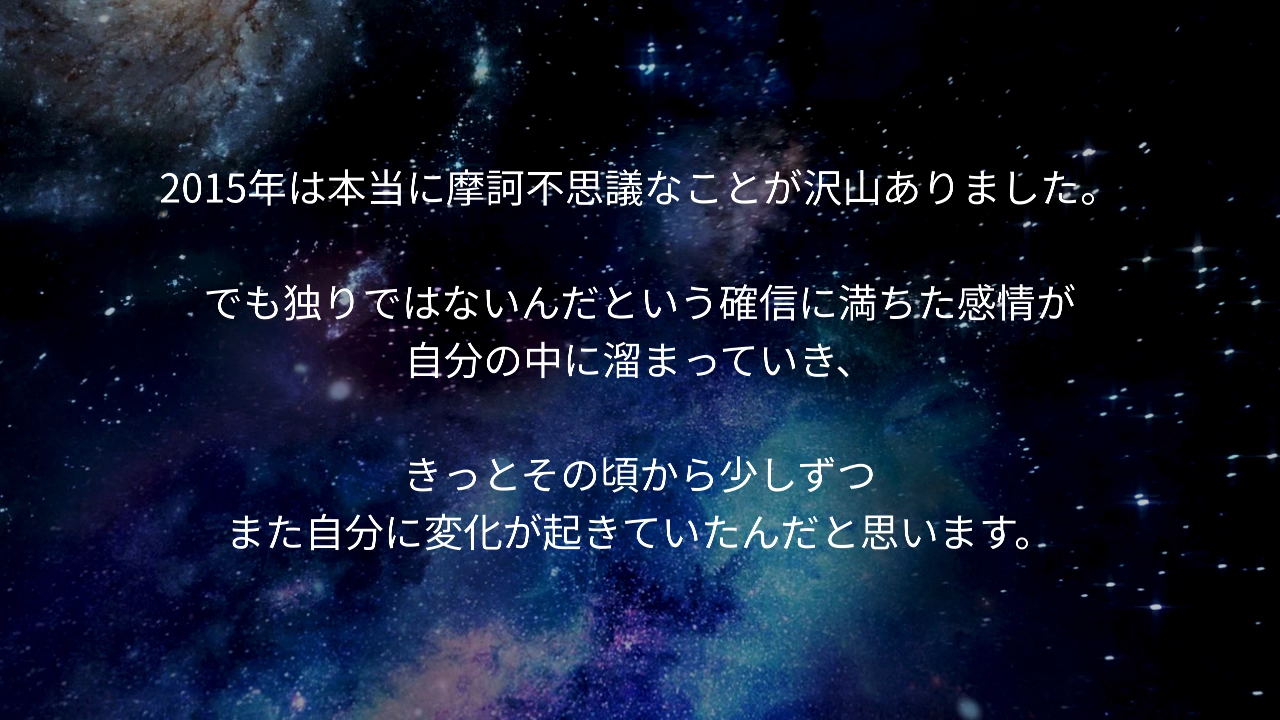 2015年は本当に摩訶不思議なことが沢山ありました。
でも独りではないんだという確信に満ちた感情が
自分の中に溜まっていき、
きっとその頃から少しずつ
また自分に変化が起きていたんだと思います。